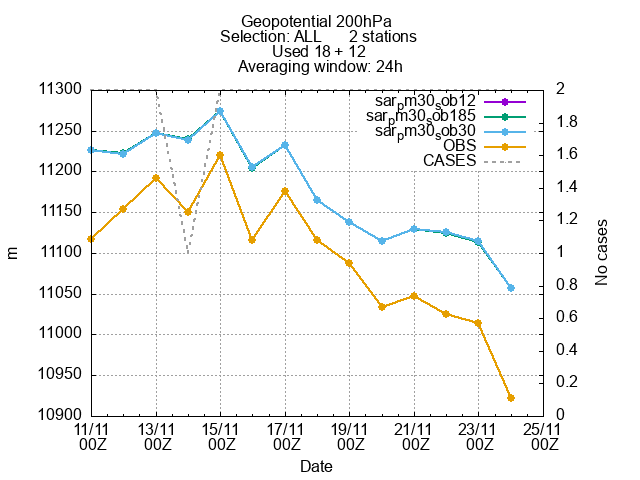 Geopotential 200hPa
Selection: ALL 2 stations
Used 18 + 12
Averaging window: 24h
sar_pm30_sob12
sar_pm30_sob185
sar_pm30_sob30
OBS
CASES
m
11300
11250
11200
11150
11100
11050
11000
10950
10900
No cases
2
1.8
1.6
1.4
1.2
1
0.8
0.6
0.4
0.2
0
11/11 13/11 15/11 17/11 19/11 21/11 23/11 25/11
00Z 00Z 00Z 00Z 00Z 00Z 00Z 00Z
Date